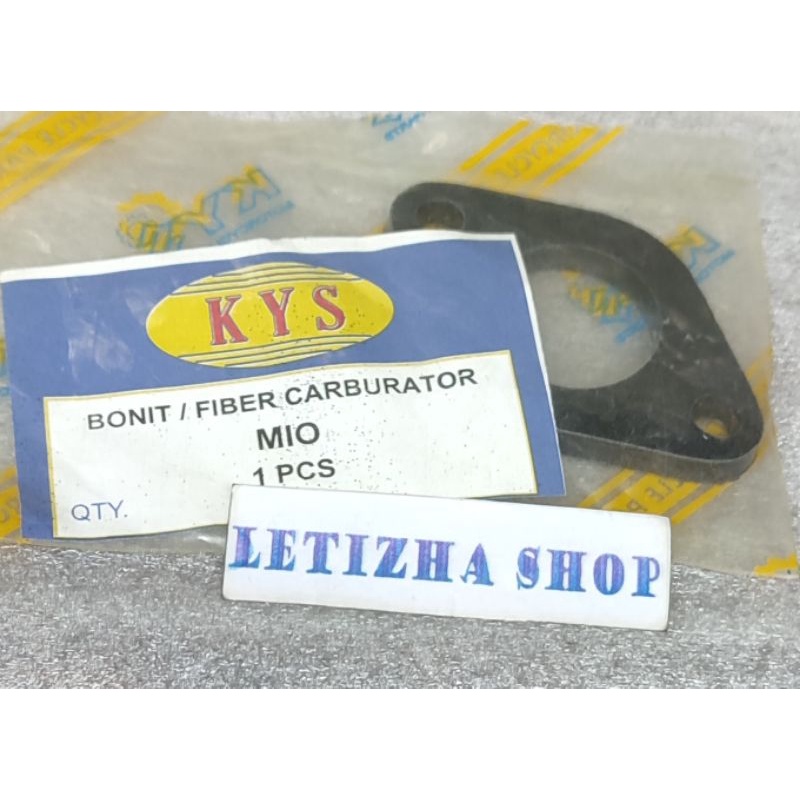 KYS
BONIT / FIBER CARBURATOR
MIO
1 PCS
QTY.
LETIZHA SHOP